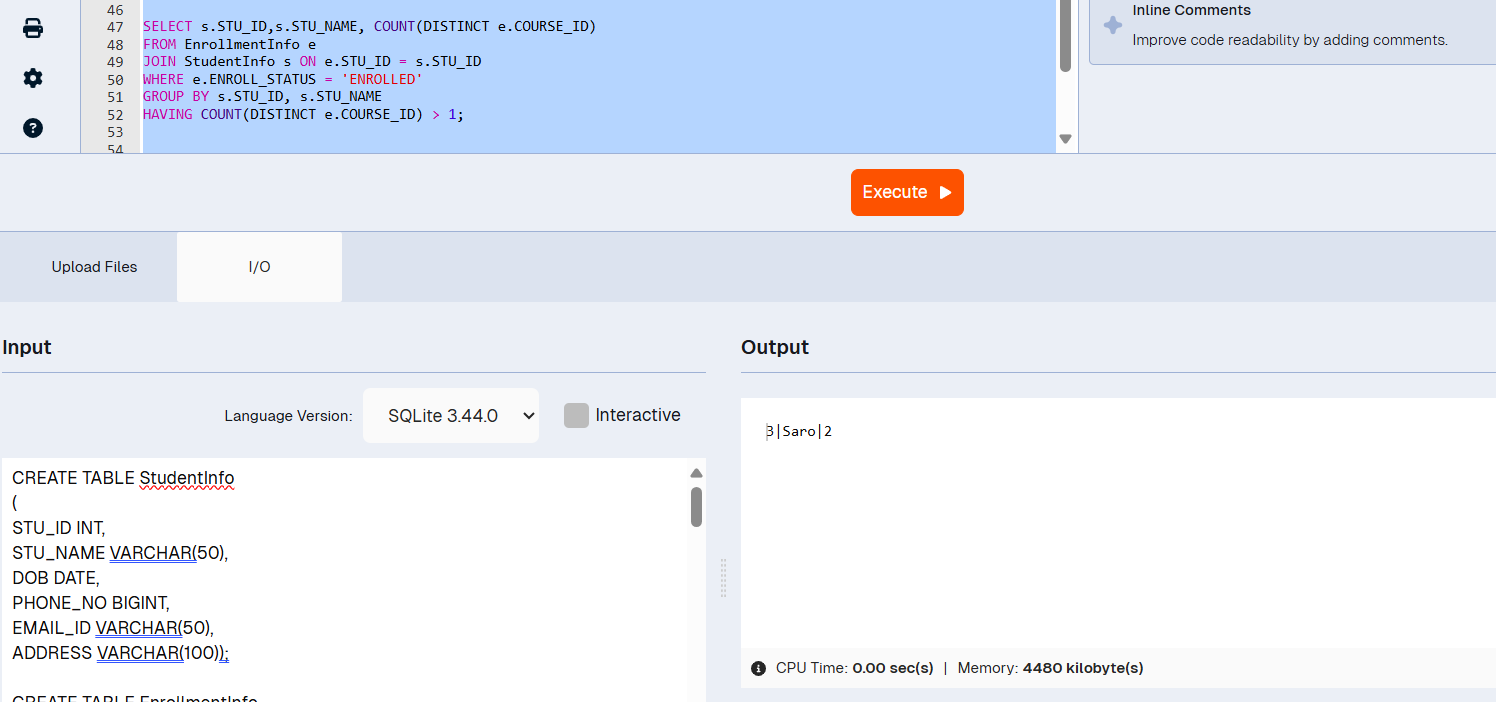 46
47 SELECT s.STU_ID,s.STU_NAME, COUNT(DISTINCT e.COURSE_ID)
48 FROM EnrollmentInfo e
49 JOIN StudentInfo s ON e.STU_ID = s.STU_ID
50 WHERE e.ENROLL_STATUS = 'ENROLLED'
51 GROUP BY s.STU_ID, s.STU_NAME
52 HAVING COUNT(DISTINCT e.COURSE_ID) > 1;
53
54
Inline Comments
Improve code readability by adding comments.
Execute
Upload Files
I/O
Input
Language Version:
SQLite 3.44.0
Interactive
CREATE TABLE StudentInfo
(
STU_ID INT,
STU_NAME VARCHAR(50),
DOB DATE,
PHONE_NO BIGINT,
EMAIL_ID VARCHAR(50),
ADDRESS VARCHAR(100));
CREATE TABLE EnrollmentInfo
Output
3|Saro|2
CPU Time: 0.00 sec(s) | Memory: 4480 kilobyte(s)